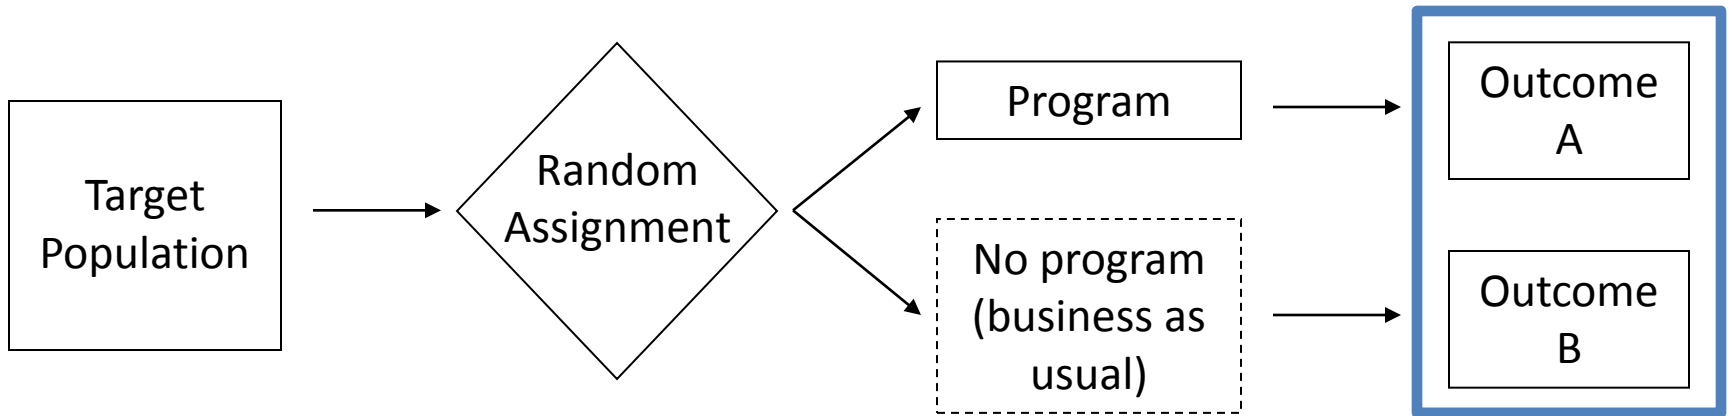 Target
Population
Random
Assignment
Program
No program
(business as
usual)
Outcome
A
Outcome
B